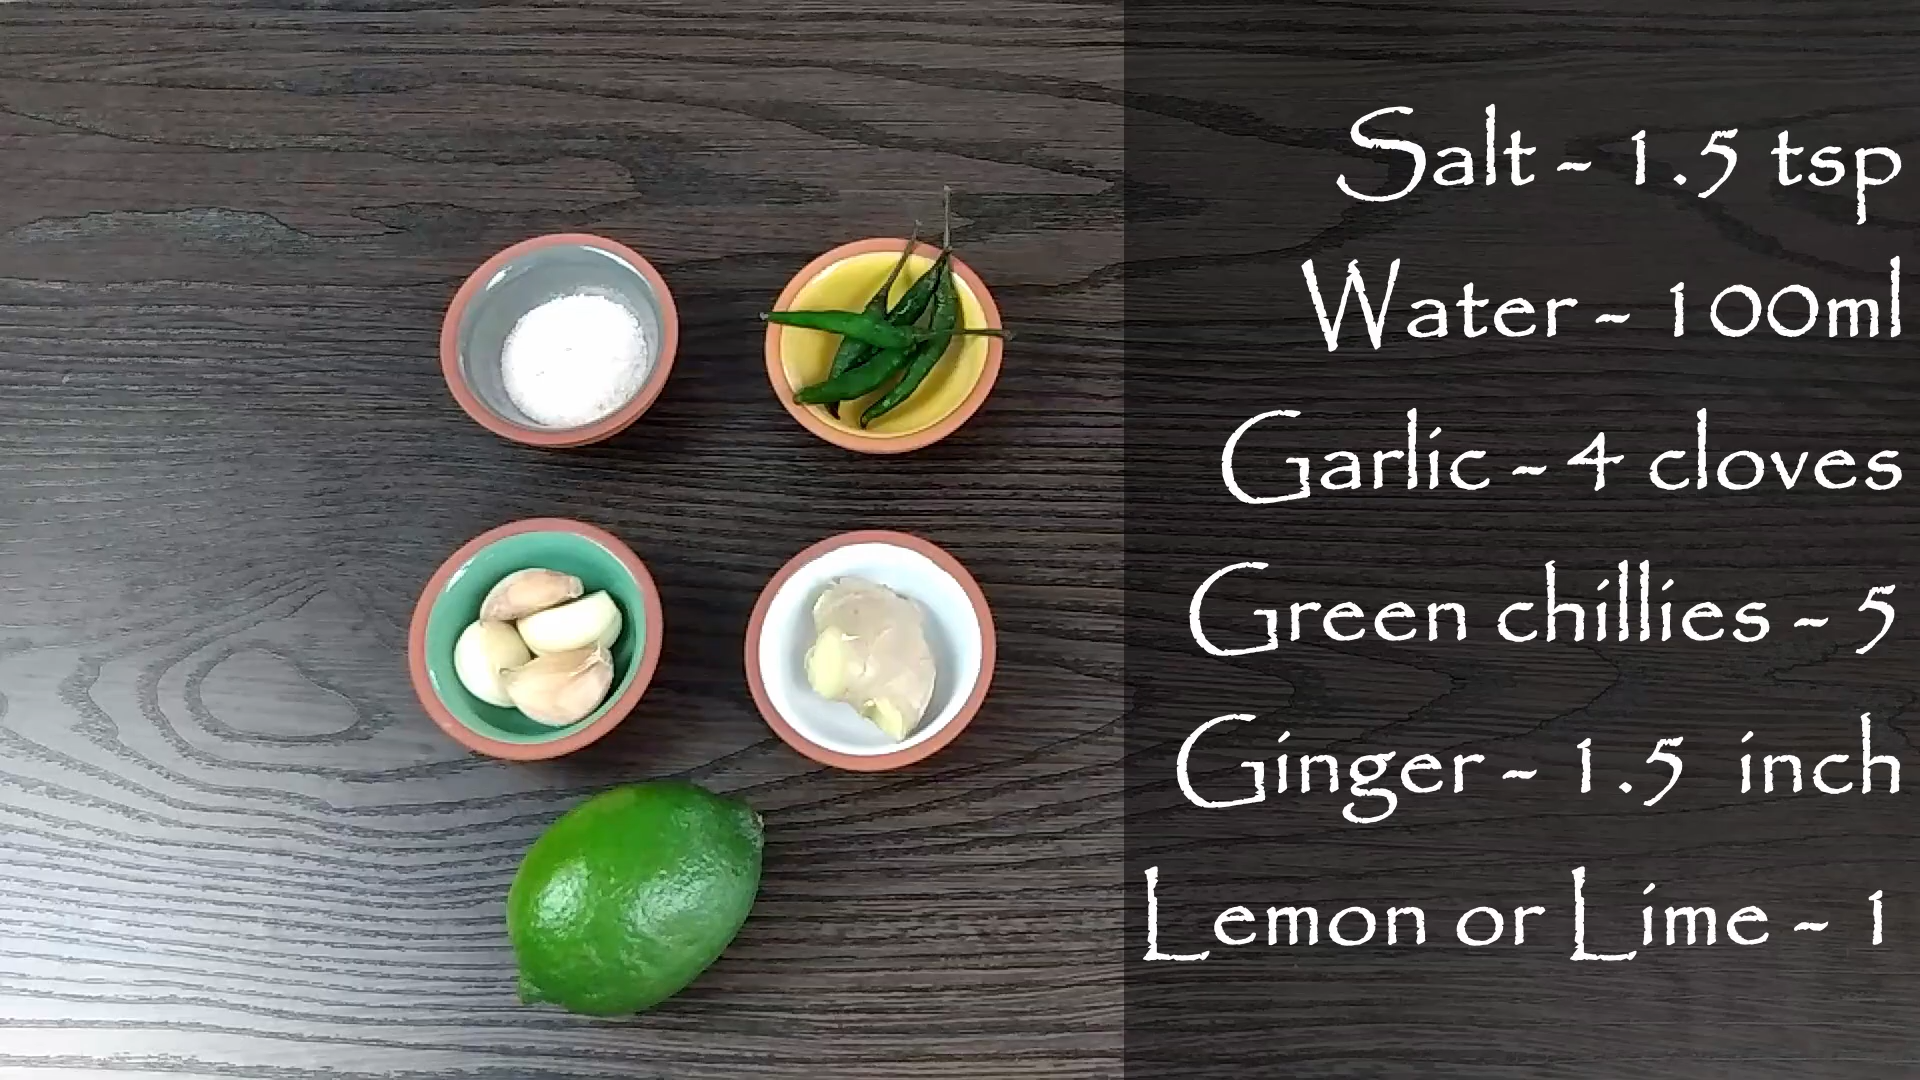 Salt - 1.5 tsp
Water - 100ml
Garlic - 4 cloves
Green chillies - 5
Ginger - 1.5 inch
Lemon or Lime - 1